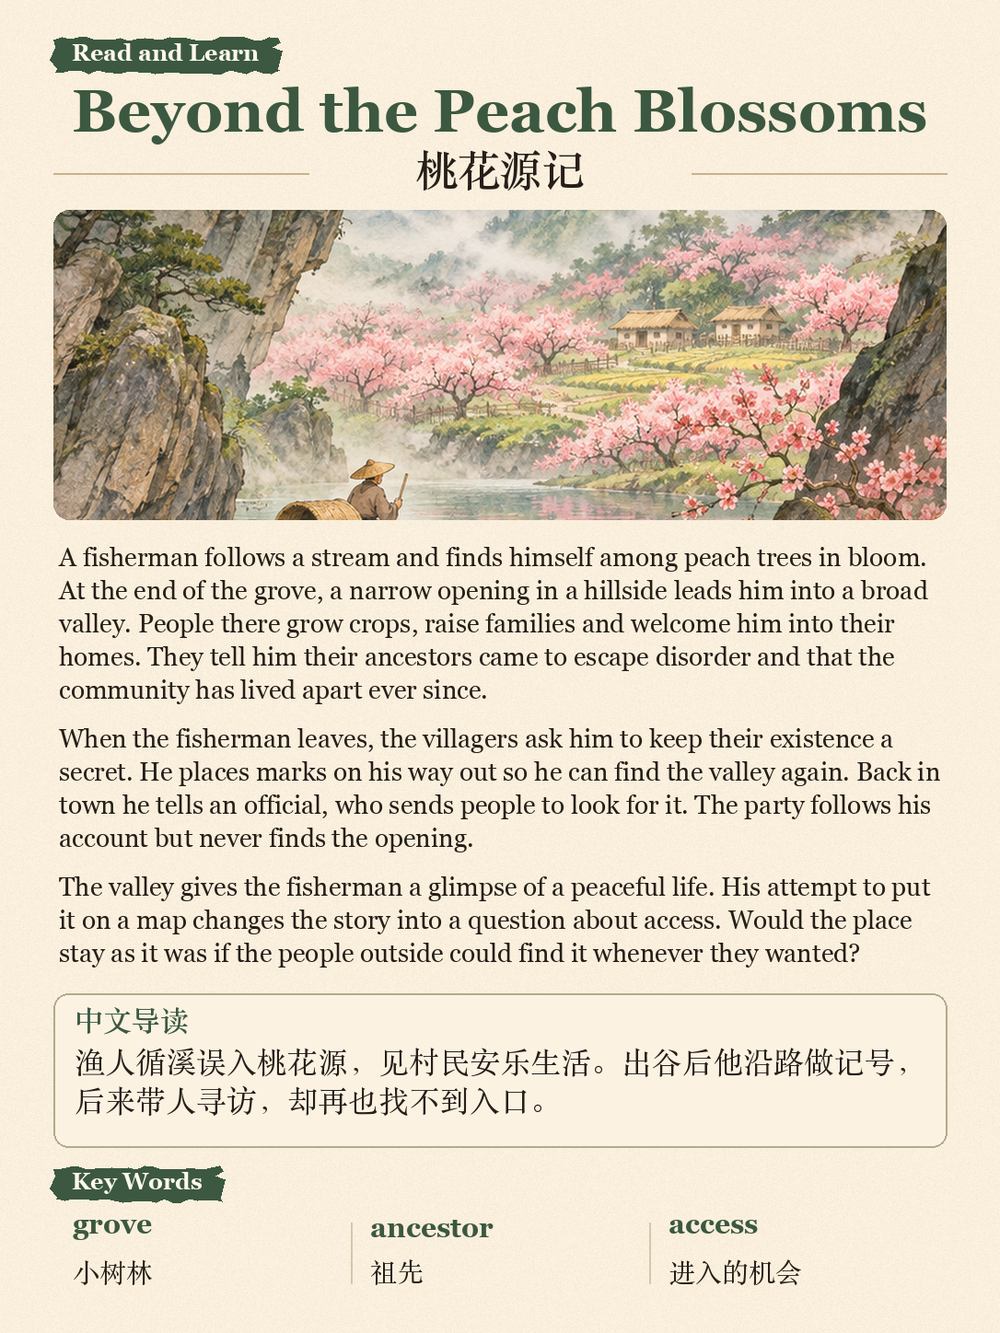 Read and Learn
Beyond the Peach Blossoms
桃花源记
A fisherman follows a stream and finds himself among peach trees in bloom.
At the end of the grove, a narrow opening in a hillside leads him into a broad
valley. People there grow crops, raise families and welcome him into their
homes. They tell him their ancestors came to escape disorder and that the
community has lived apart ever since.
When the fisherman leaves, the villagers ask him to keep their existence a
secret. He places marks on his way out so he can find the valley again. Back in
town he tells an official, who sends people to look for it. The party follows his
account but never finds the opening.
The valley gives the fisherman a glimpse of a peaceful life. His attempt to put
it on a map changes the story into a question about access. Would the place
stay as it was if the people outside could find it whenever they wanted?
中文导读
渔人循溪误入桃花源，见村民安乐生活。出谷后他沿路做记号，
后来带人寻访，却再也找不到入口。
Key Words
grove
小树林
ancestor
祖先
access
进入的机会